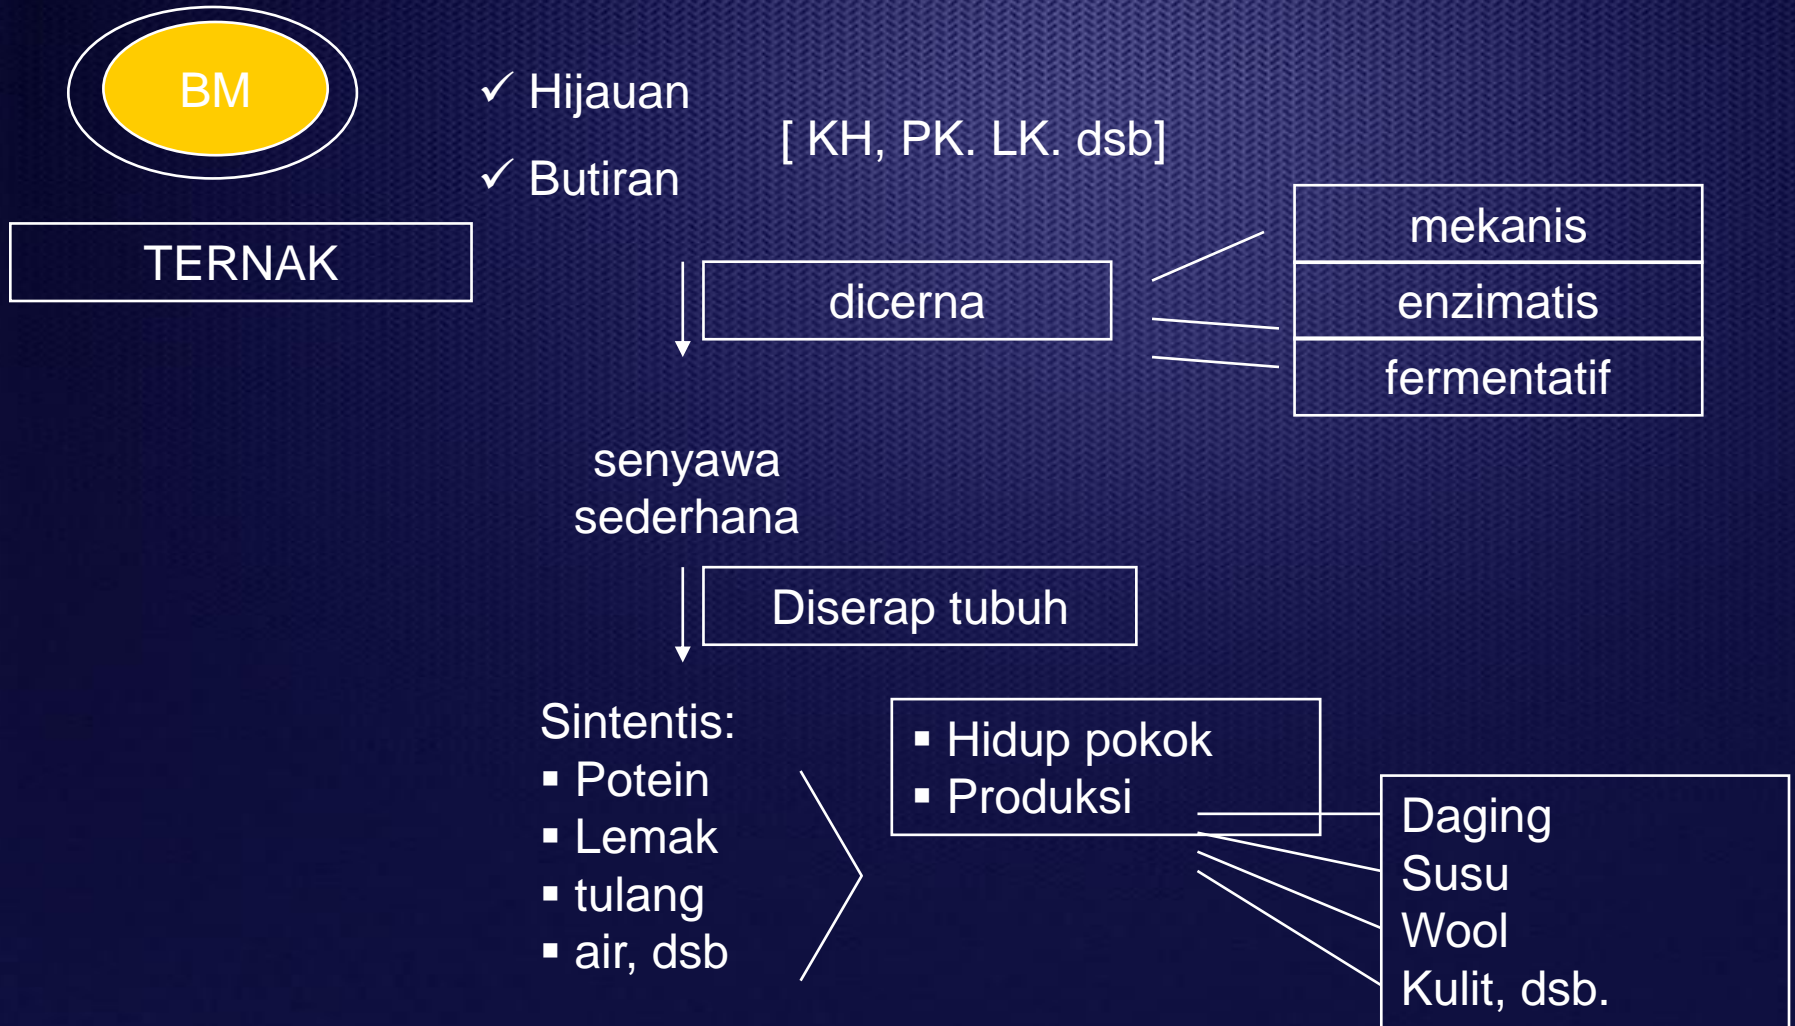 BM
✓ Hijauan
✓ Butiran
[ KH, PK. LK. dsb]
TERNAK
dicerna
mekanis
enzimatis
fermentatif
senyawa
sederhana
Diserap tubuh
Sintentis:
▪ Potein
▪ Lemak
▪ tulang
▪ air, dsb
▪ Hidup pokok
▪ Produksi
Daging
Susu
Wool
Kulit, dsb.